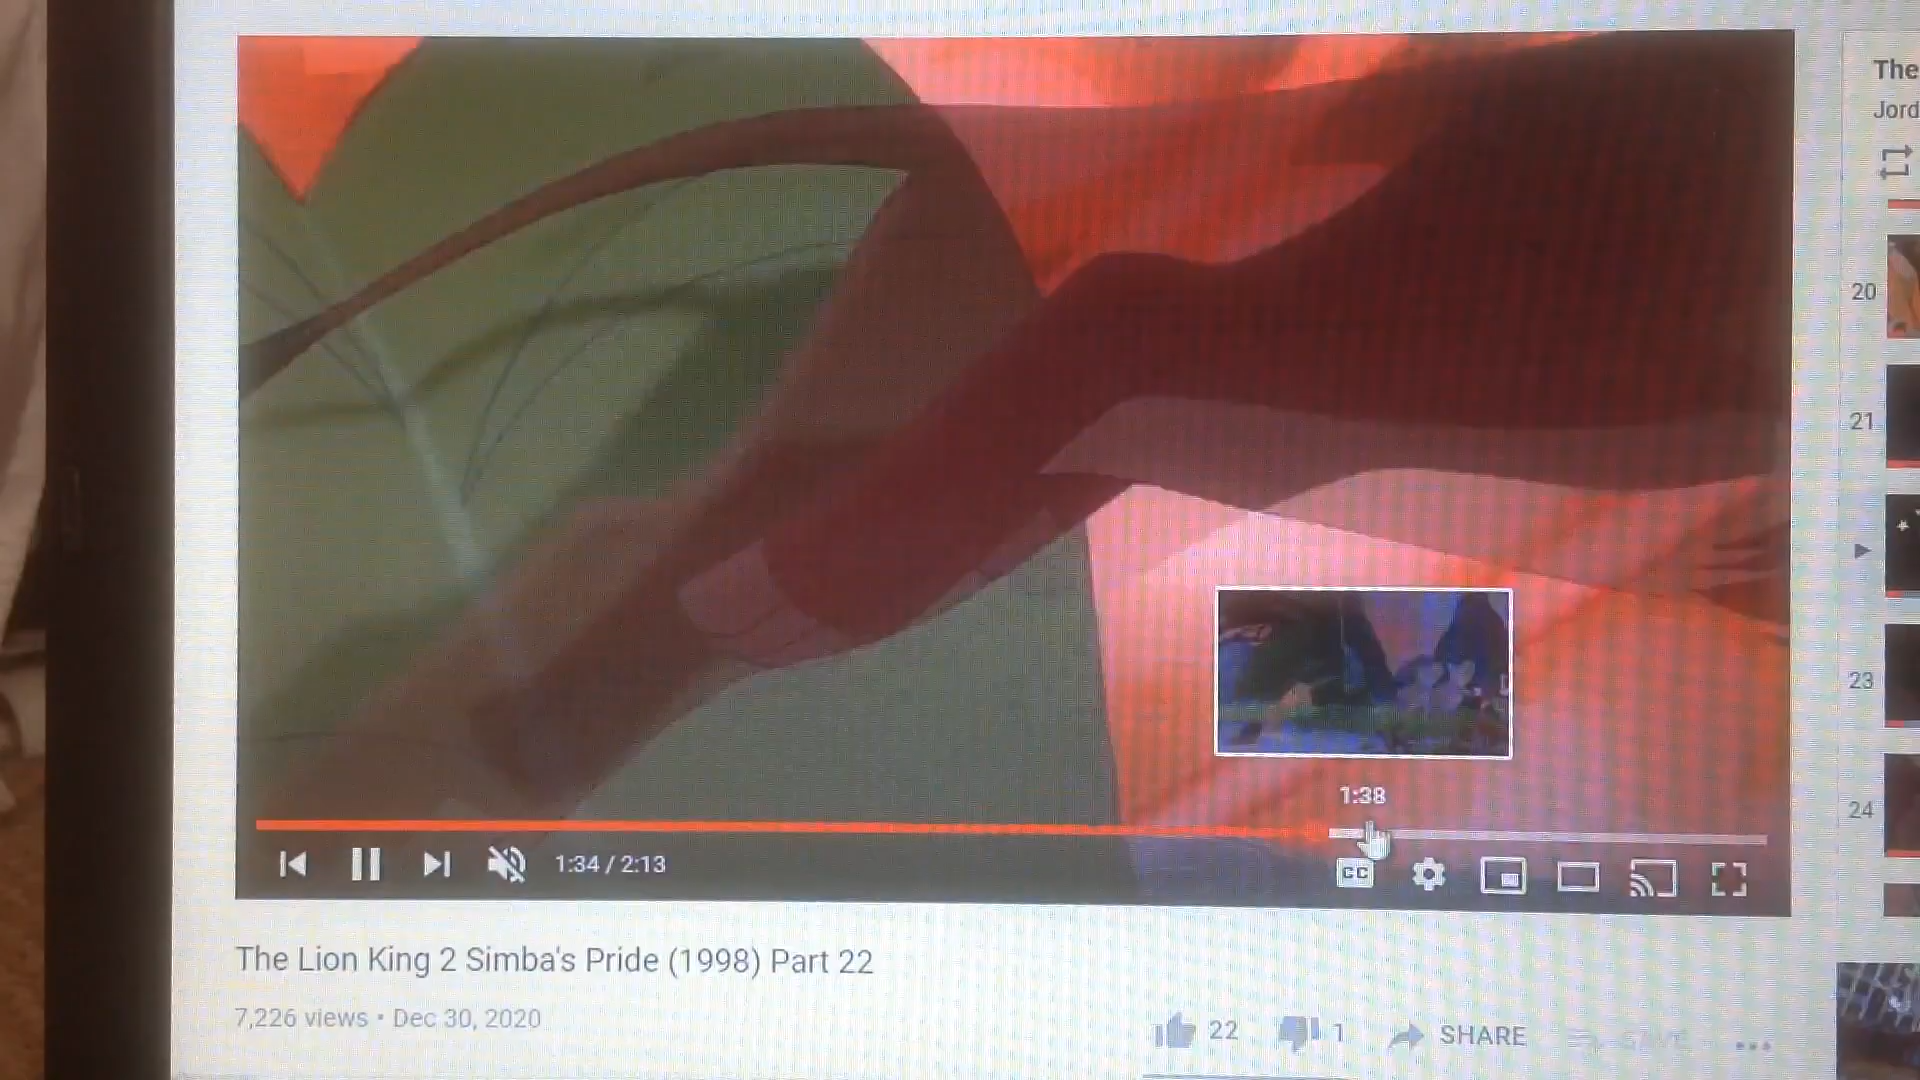 The
Jord
20
21
23
24
1:38
1:34 / 2:13
CC
The Lion King 2 Simba's Pride (1998) Part 22
7,226 views • Dec 30, 2020
22
1
SHARE
SAVE